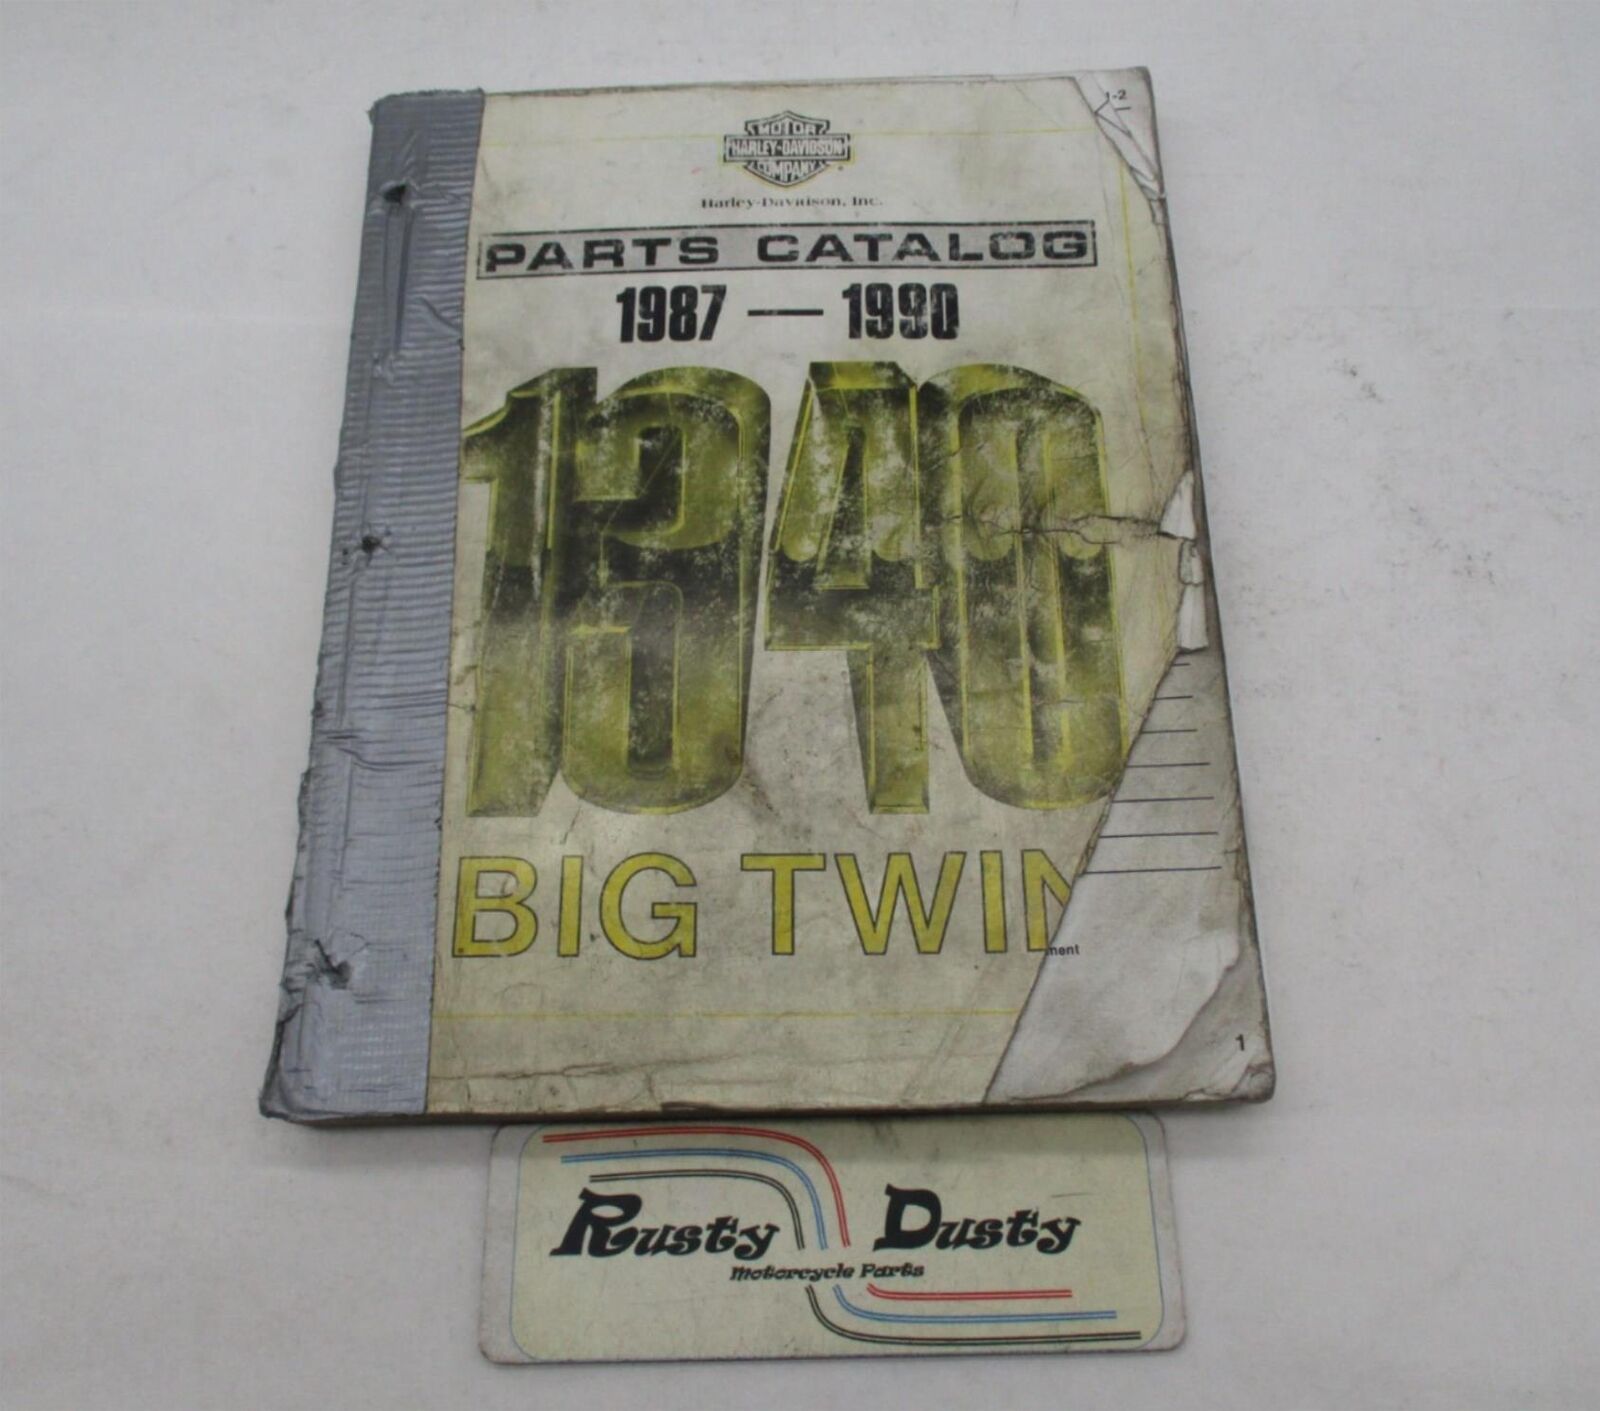 MOTOR
HARLEY-DAVIDSON
COMPANY
Harley-Davidson, Inc.
PARTS CATALOG
1987 — 1990
1340
BIG TWIN
1-2
ment
1
Rusty Dusty
Motorcycle Parts